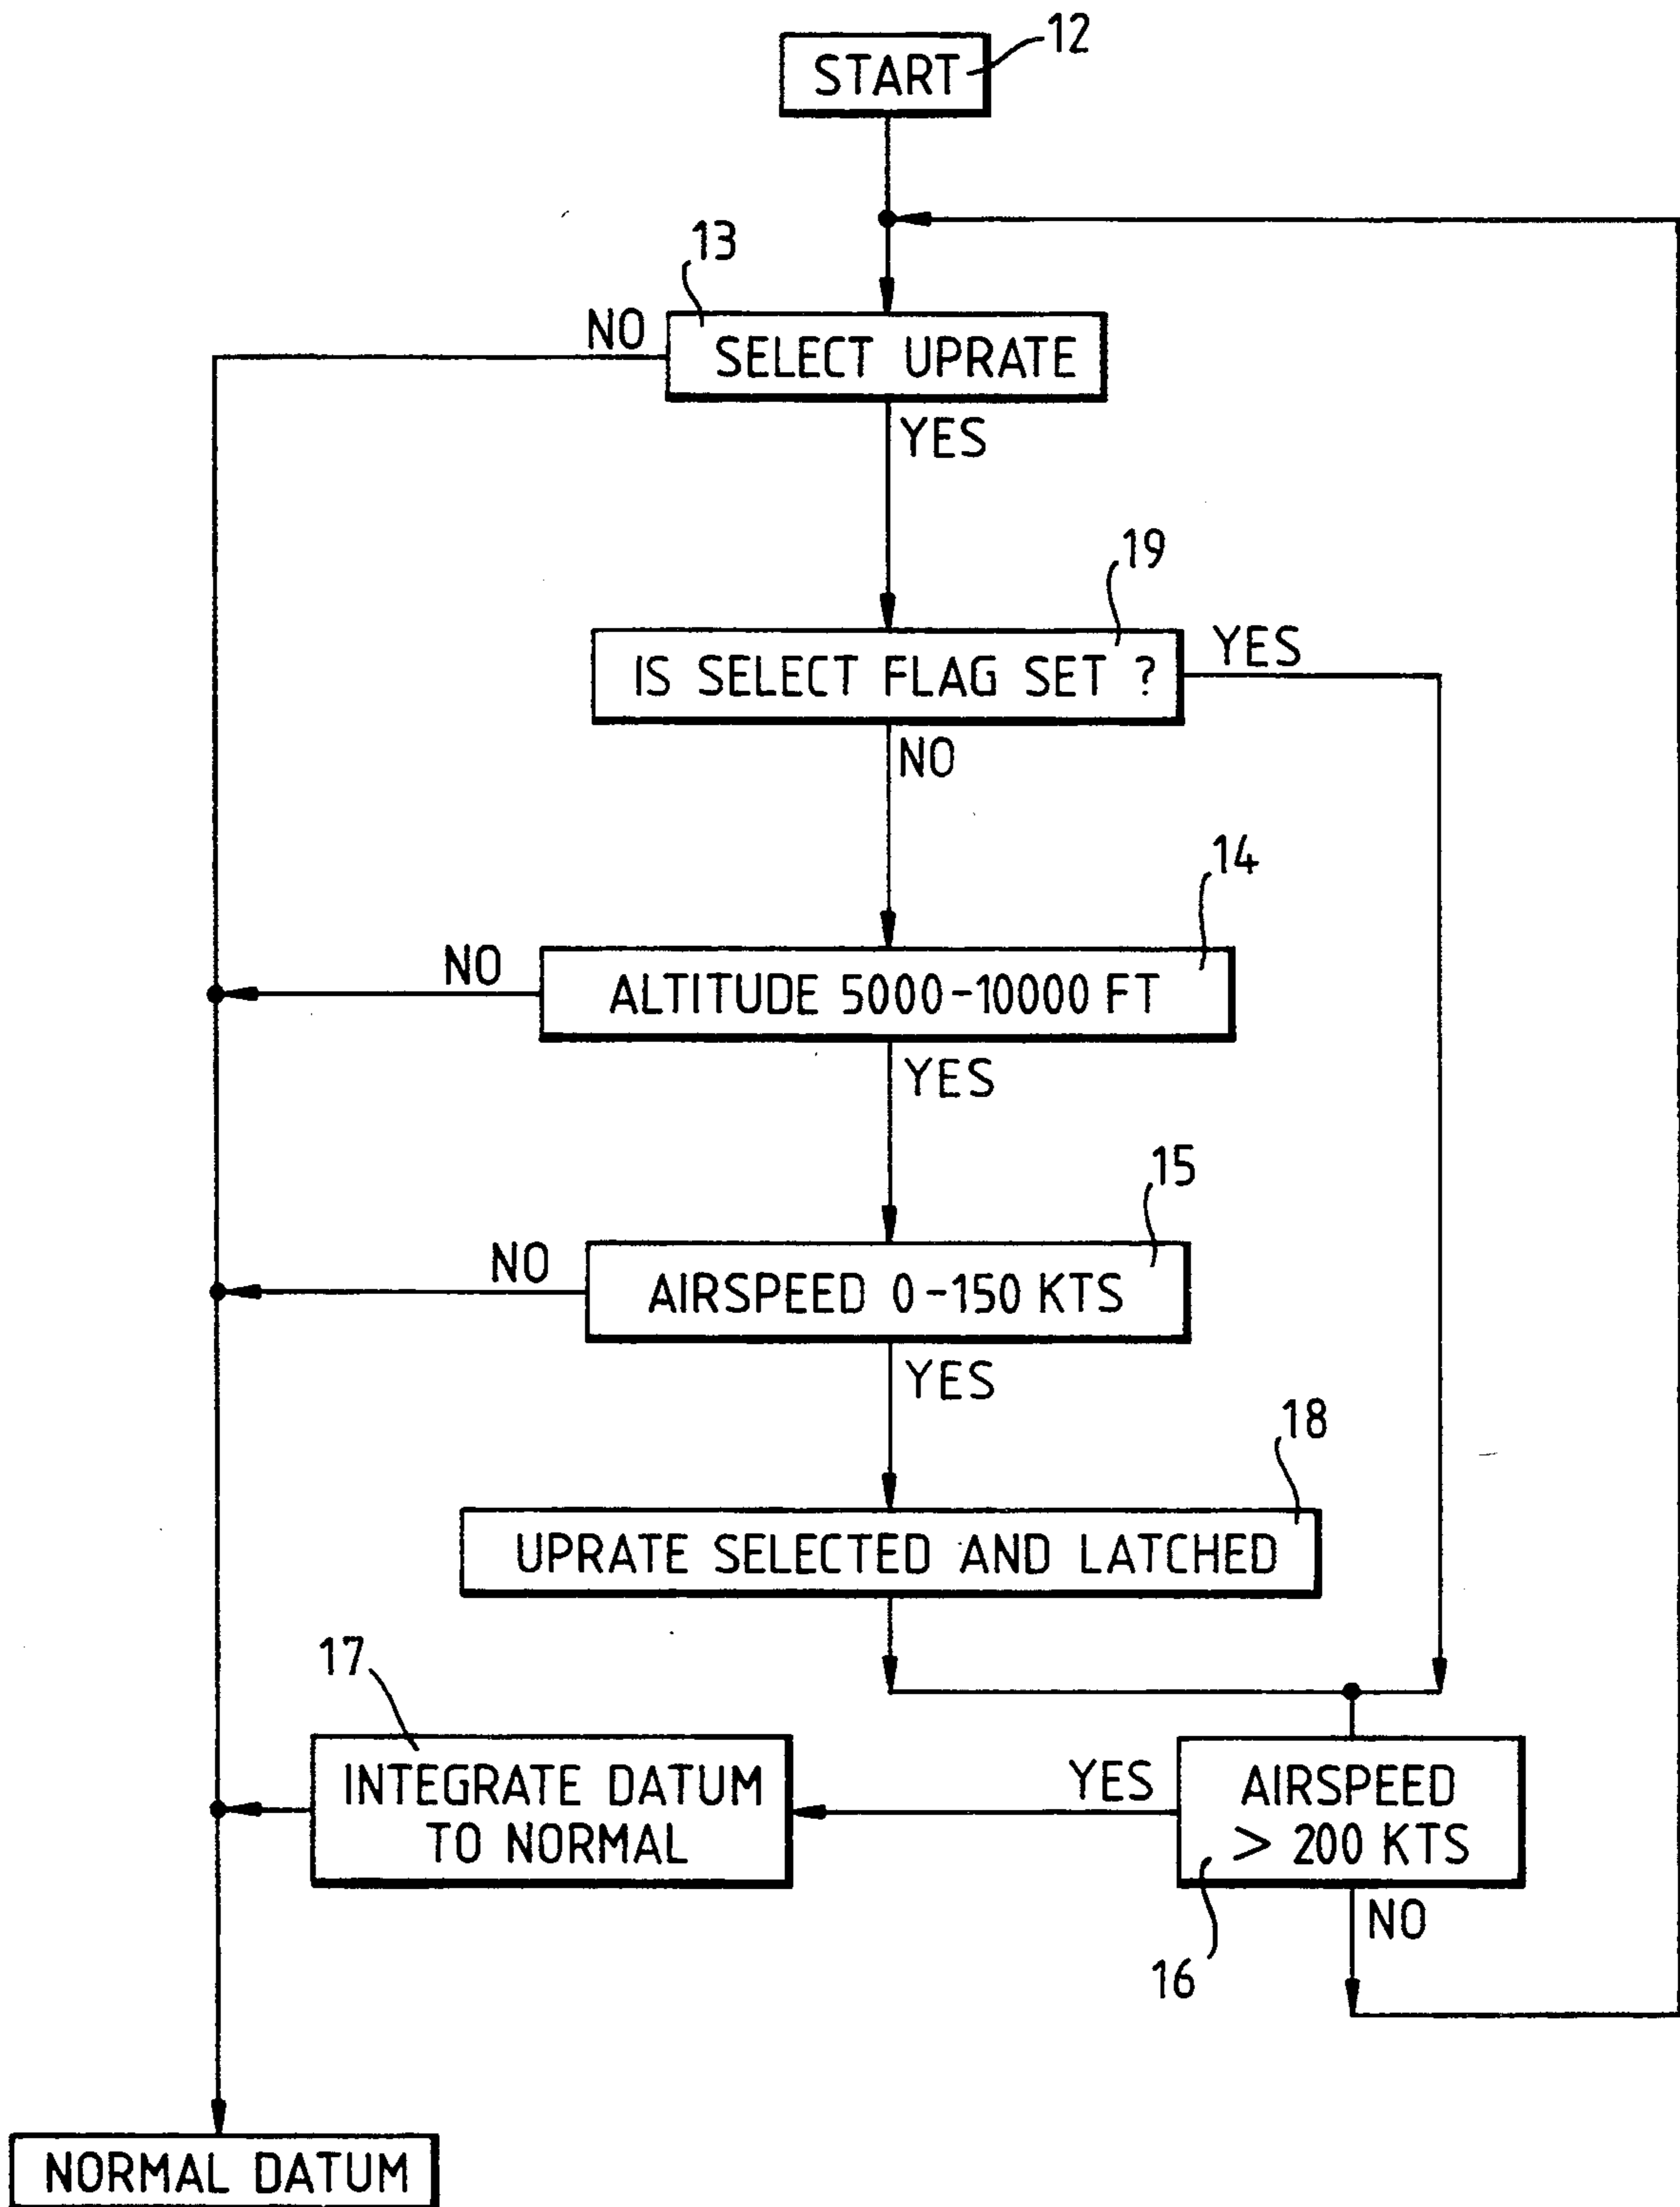 12
START
13
NO
SELECT UPRATE
YES
19
IS SELECT FLAG SET ?
YES
NO
14
NO
ALTITUDE 5000-10000 FT
YES
15
NO
AIRSPEED 0-150 KTS
YES
18
UPRATE SELECTED AND LATCHED
17
INTEGRATE DATUM
TO NORMAL
YES
AIRSPEED
> 200 KTS
16
NO
NORMAL DATUM